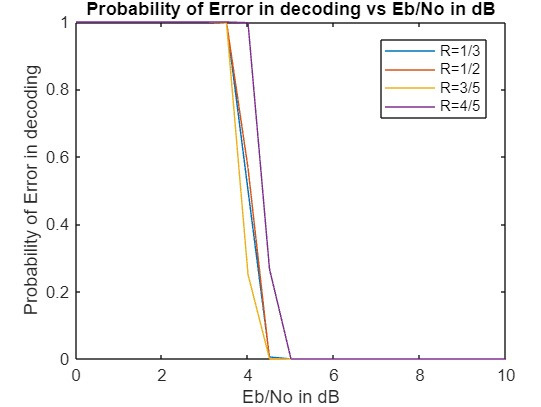 Probability of Error in decoding vs Eb/No in dB
1
0.8
0.6
0.4
0.2
0
Probability of Error in decoding
R=1/3
R=1/2
R=3/5
R=4/5
0 2 4 6 8 10
Eb/No in dB